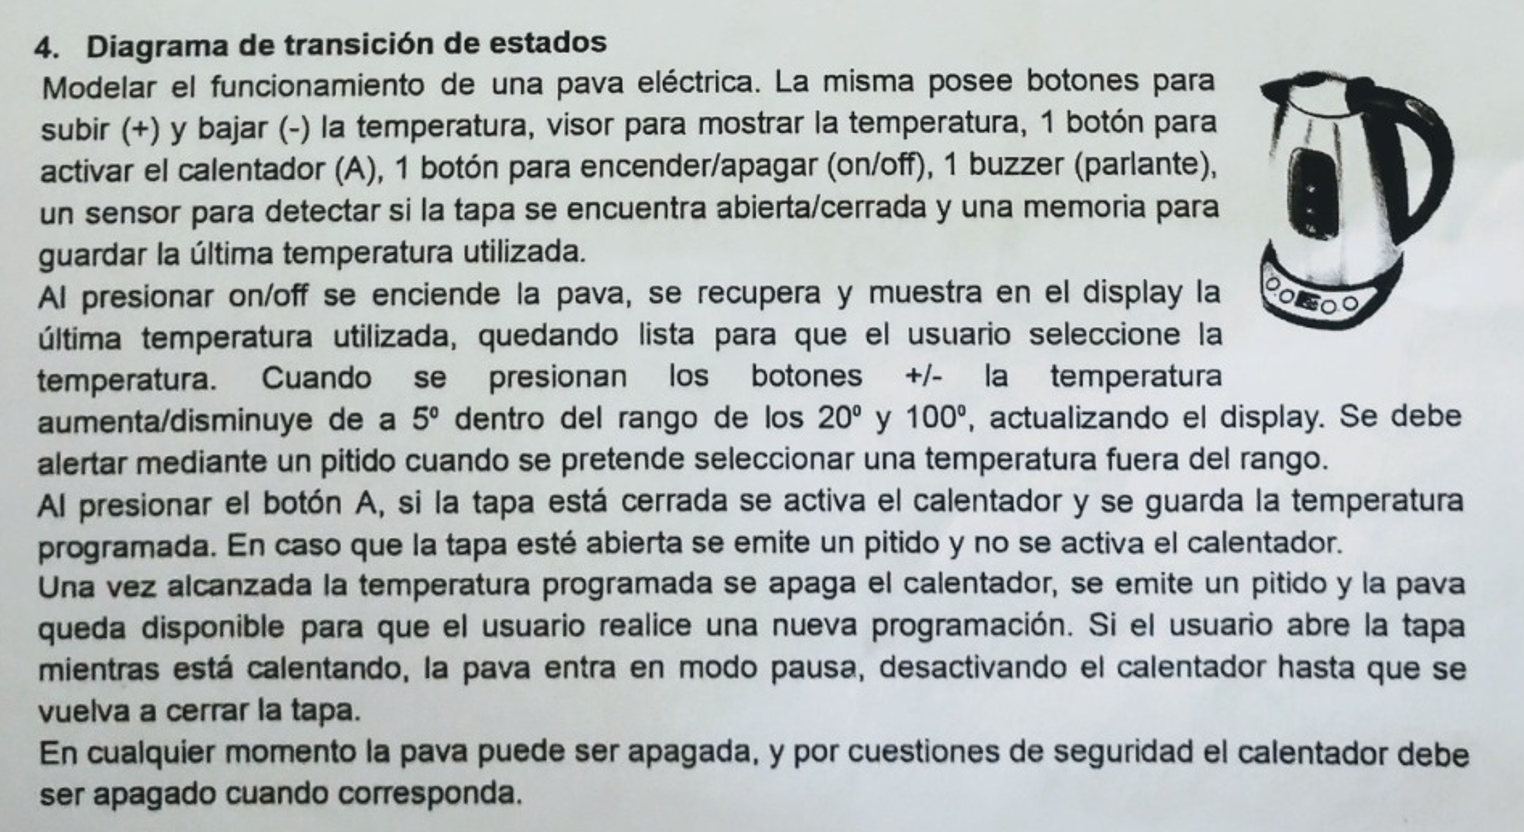 4. Diagrama de transición de estados
Modelar el funcionamiento de una pava eléctrica. La misma posee botones para
subir (+) y bajar (-) la temperatura, visor para mostrar la temperatura, 1 botón para
activar el calentador (A), 1 botón para encender/apagar (on/off), 1 buzzer (parlante),
un sensor para detectar si la tapa se encuentra abierta/cerrada y una memoria para
guardar la última temperatura utilizada.
Al presionar on/off se enciende la pava, se recupera y muestra en el display la
última temperatura utilizada, quedando lista para que el usuario seleccione la
temperatura. Cuando se presionan los botones +/- la temperatura
aumenta/disminuye de a 5º dentro del rango de los 20º y 100º, actualizando el display. Se debe
alertar mediante un pitido cuando se pretende seleccionar una temperatura fuera del rango.
Al presionar el botón A, si la tapa está cerrada se activa el calentador y se guarda la temperatura
programada. En caso que la tapa esté abierta se emite un pitido y no se activa el calentador.
Una vez alcanzada la temperatura programada se apaga el calentador, se emite un pitido y la pava
queda disponible para que el usuario realice una nueva programación. Si el usuario abre la tapa
mientras está calentando, la pava entra en modo pausa, desactivando el calentador hasta que se
vuelva a cerrar la tapa.
En cualquier momento la pava puede ser apagada, y por cuestiones de seguridad el calentador debe
ser apagado cuando corresponda.